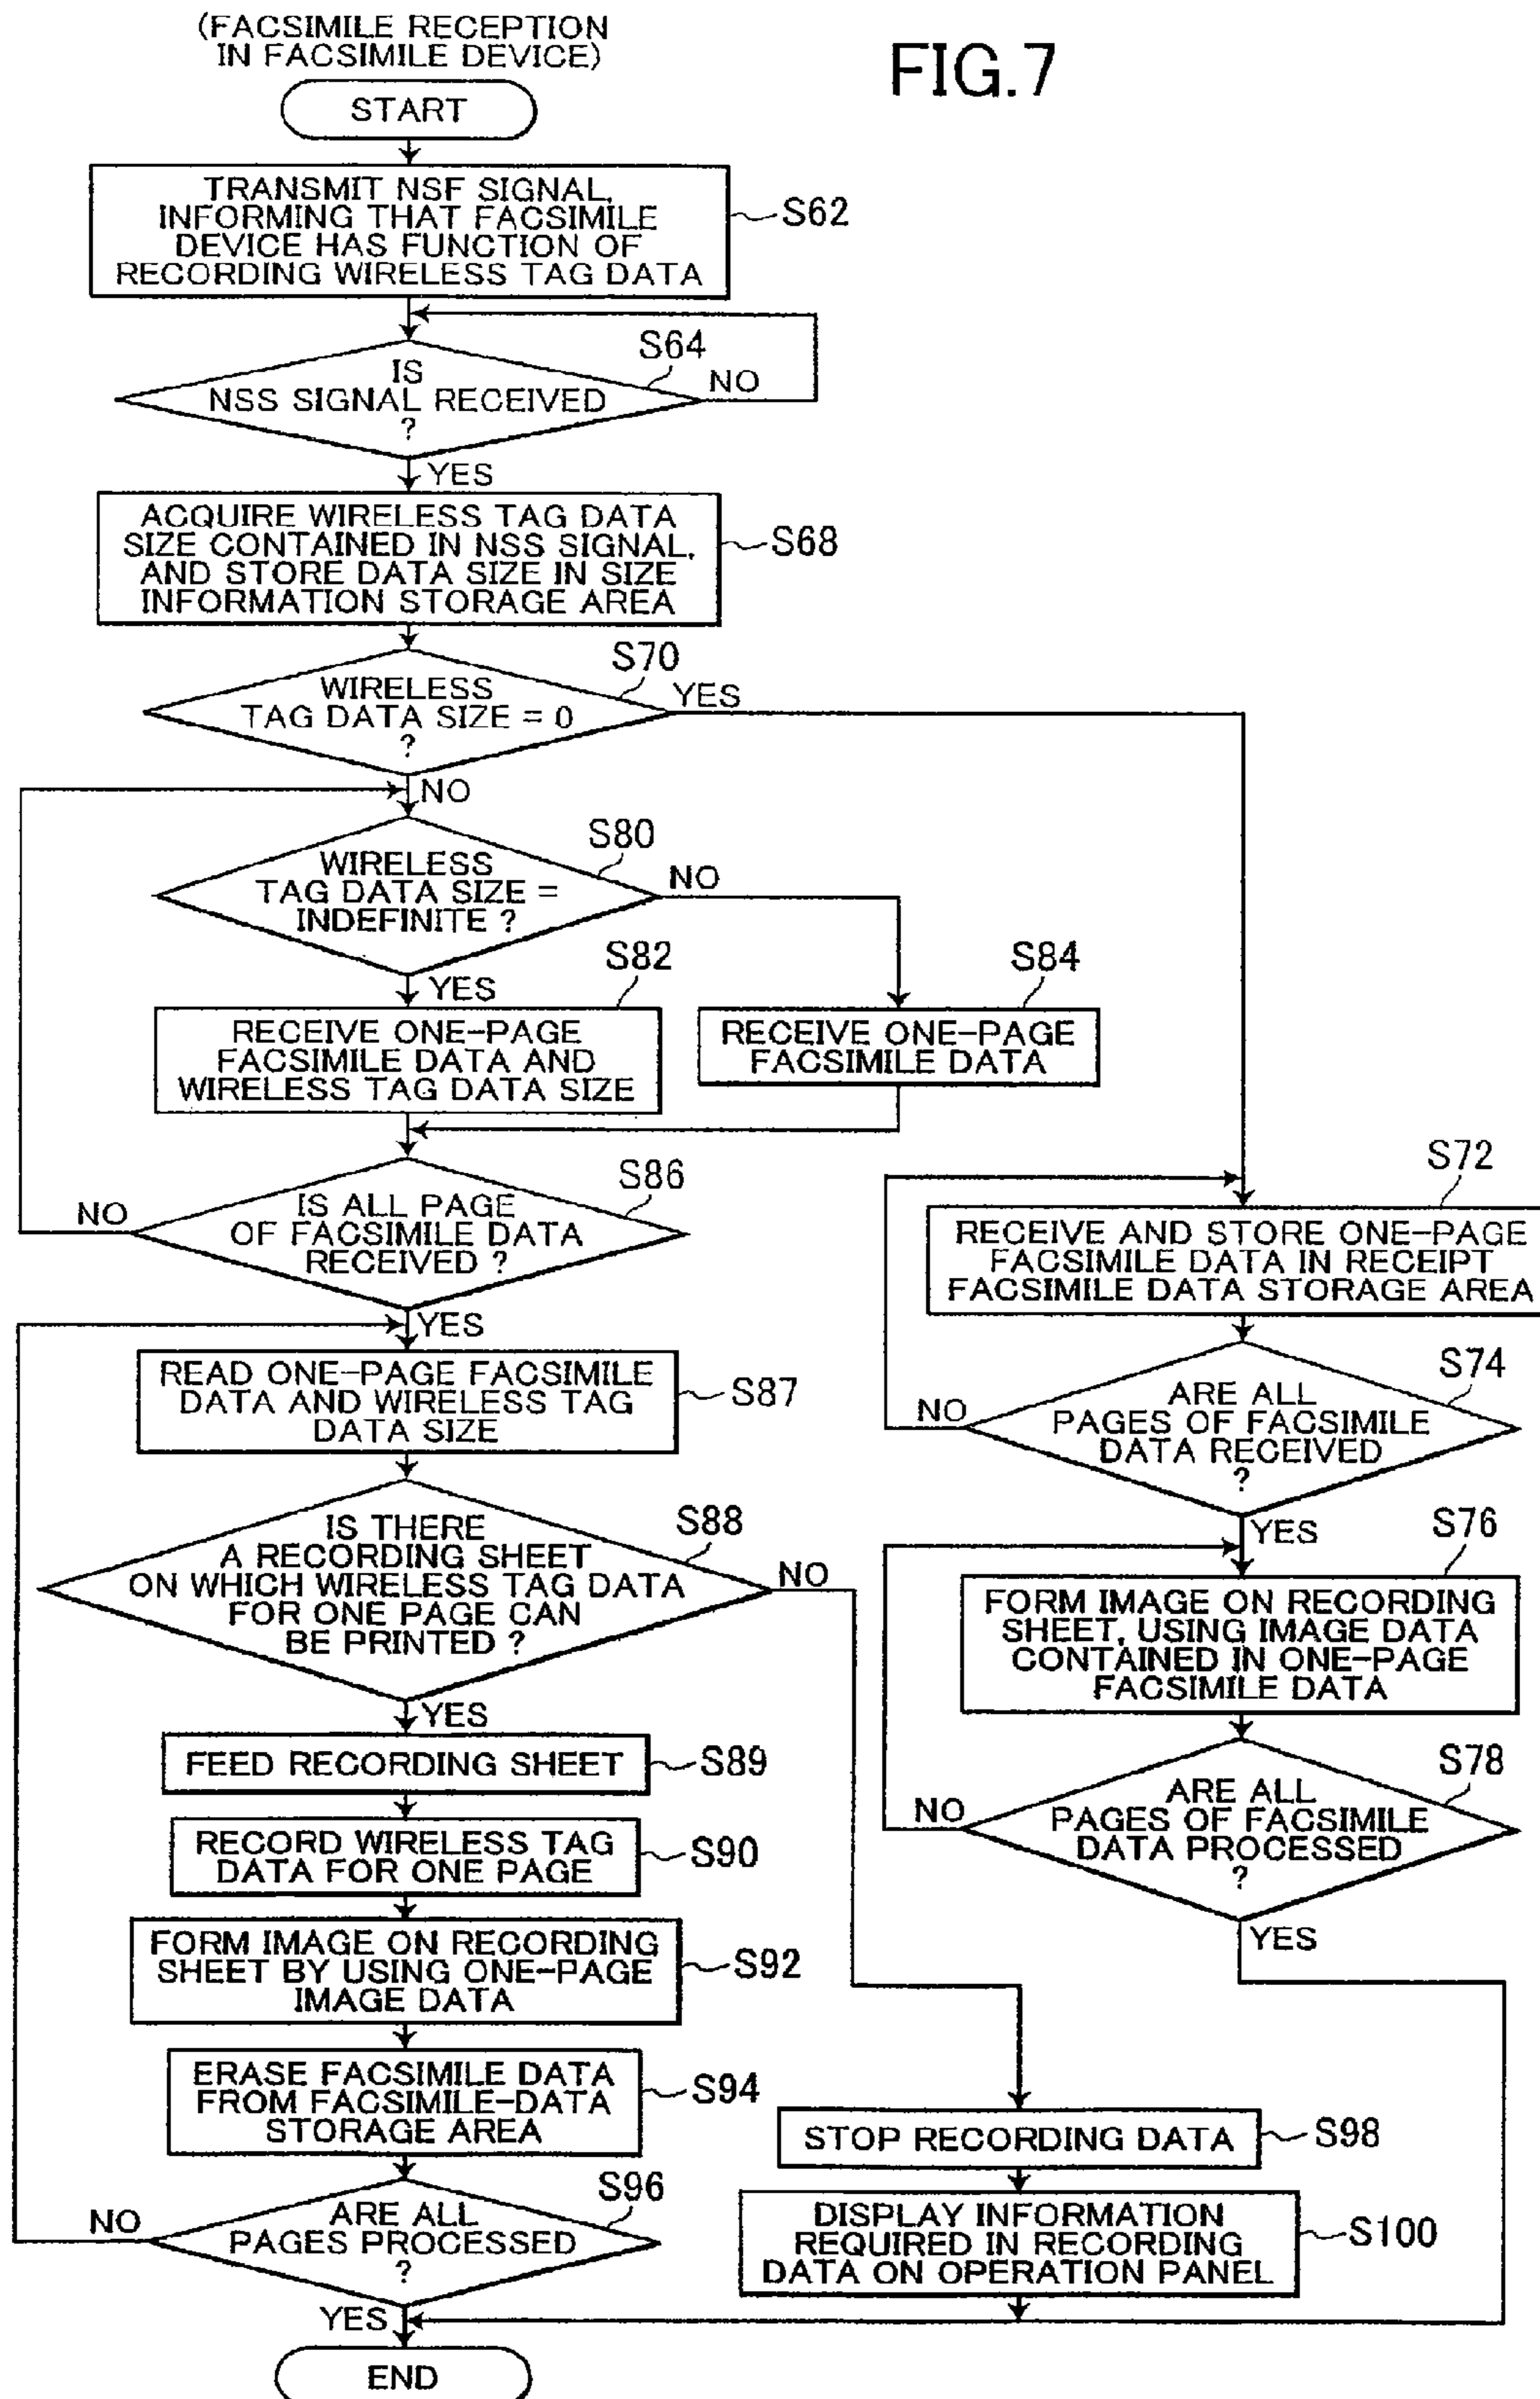 (FACSIMILE RECEPTION
IN FACSIMILE DEVICE)
FIG.7
START
TRANSMIT NSF SIGNAL,
INFORMING THAT FACSIMILE
DEVICE HAS FUNCTION OF
RECORDING WIRELESS TAG DATA
S62
S64
IS
NSS SIGNAL RECEIVED
?
NO
YES
ACQUIRE WIRELESS TAG DATA
SIZE CONTAINED IN NSS SIGNAL,
AND STORE DATA SIZE IN SIZE
INFORMATION STORAGE AREA
S68
S70
WIRELESS
TAG DATA SIZE = 0
?
YES
NO
S80
WIRELESS
TAG DATA SIZE =
INDEFINITE ?
NO
YES
S82
RECEIVE ONE-PAGE
FACSIMILE DATA AND
WIRELESS TAG DATA SIZE
S84
RECEIVE ONE-PAGE
FACSIMILE DATA
S86
IS ALL PAGE
OF FACSIMILE DATA
RECEIVED ?
NO
YES
S72
RECEIVE AND STORE ONE-PAGE
FACSIMILE DATA IN RECEIPT
FACSIMILE DATA STORAGE AREA
READ ONE-PAGE FACSIMILE
DATA AND WIRELESS TAG
DATA SIZE
S87
S74
ARE ALL
PAGES OF FACSIMILE
DATA RECEIVED
?
NO
YES
S88
IS THERE
A RECORDING SHEET
ON WHICH WIRELESS TAG DATA
FOR ONE PAGE CAN
BE PRINTED ?
NO
YES
S76
FORM IMAGE ON RECORDING
SHEET, USING IMAGE DATA
CONTAINED IN ONE-PAGE
FACSIMILE DATA
FEED RECORDING SHEET
S89
S78
ARE ALL
PAGES OF FACSIMILE
DATA PROCESSED
?
NO
YES
RECORD WIRELESS TAG
DATA FOR ONE PAGE
S90
FORM IMAGE ON RECORDING
SHEET BY USING ONE-PAGE
IMAGE DATA
S92
ERASE FACSIMILE DATA
FROM FACSIMILE-DATA
STORAGE AREA
S94
STOP RECORDING DATA
S98
S96
ARE ALL
PAGES PROCESSED
?
NO
YES
DISPLAY INFORMATION
REQUIRED IN RECORDING
DATA ON OPERATION PANEL
S100
END